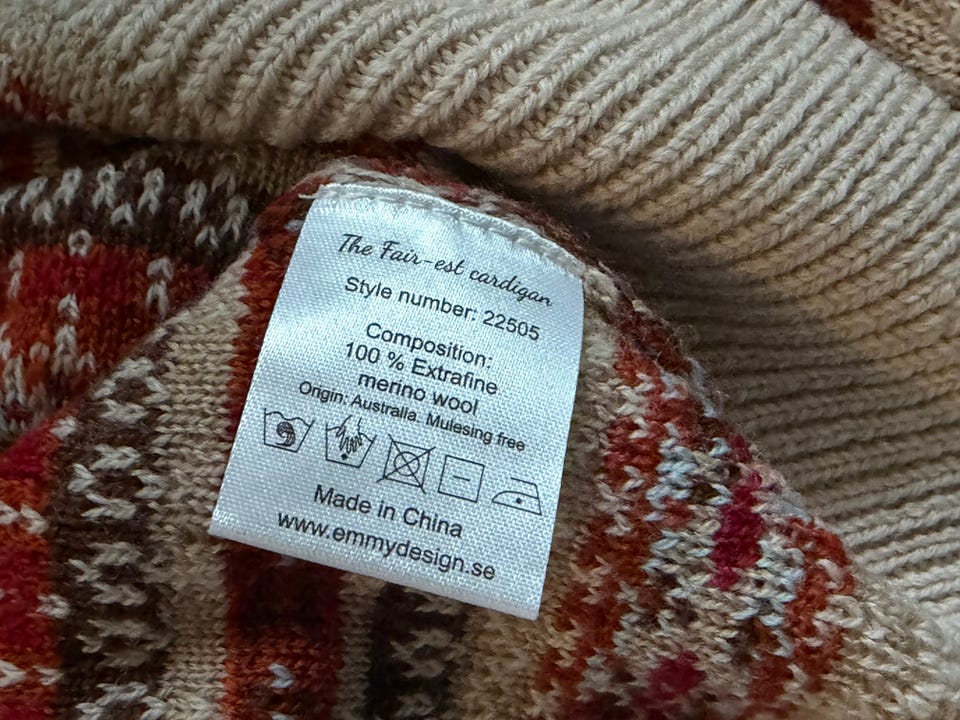 The Fair-est cardigan
Style number: 22505
Composition:
100 % Extrafine
merino wool
Origin: Australia. Mulesing free
Made in China
www.emmydesign.se